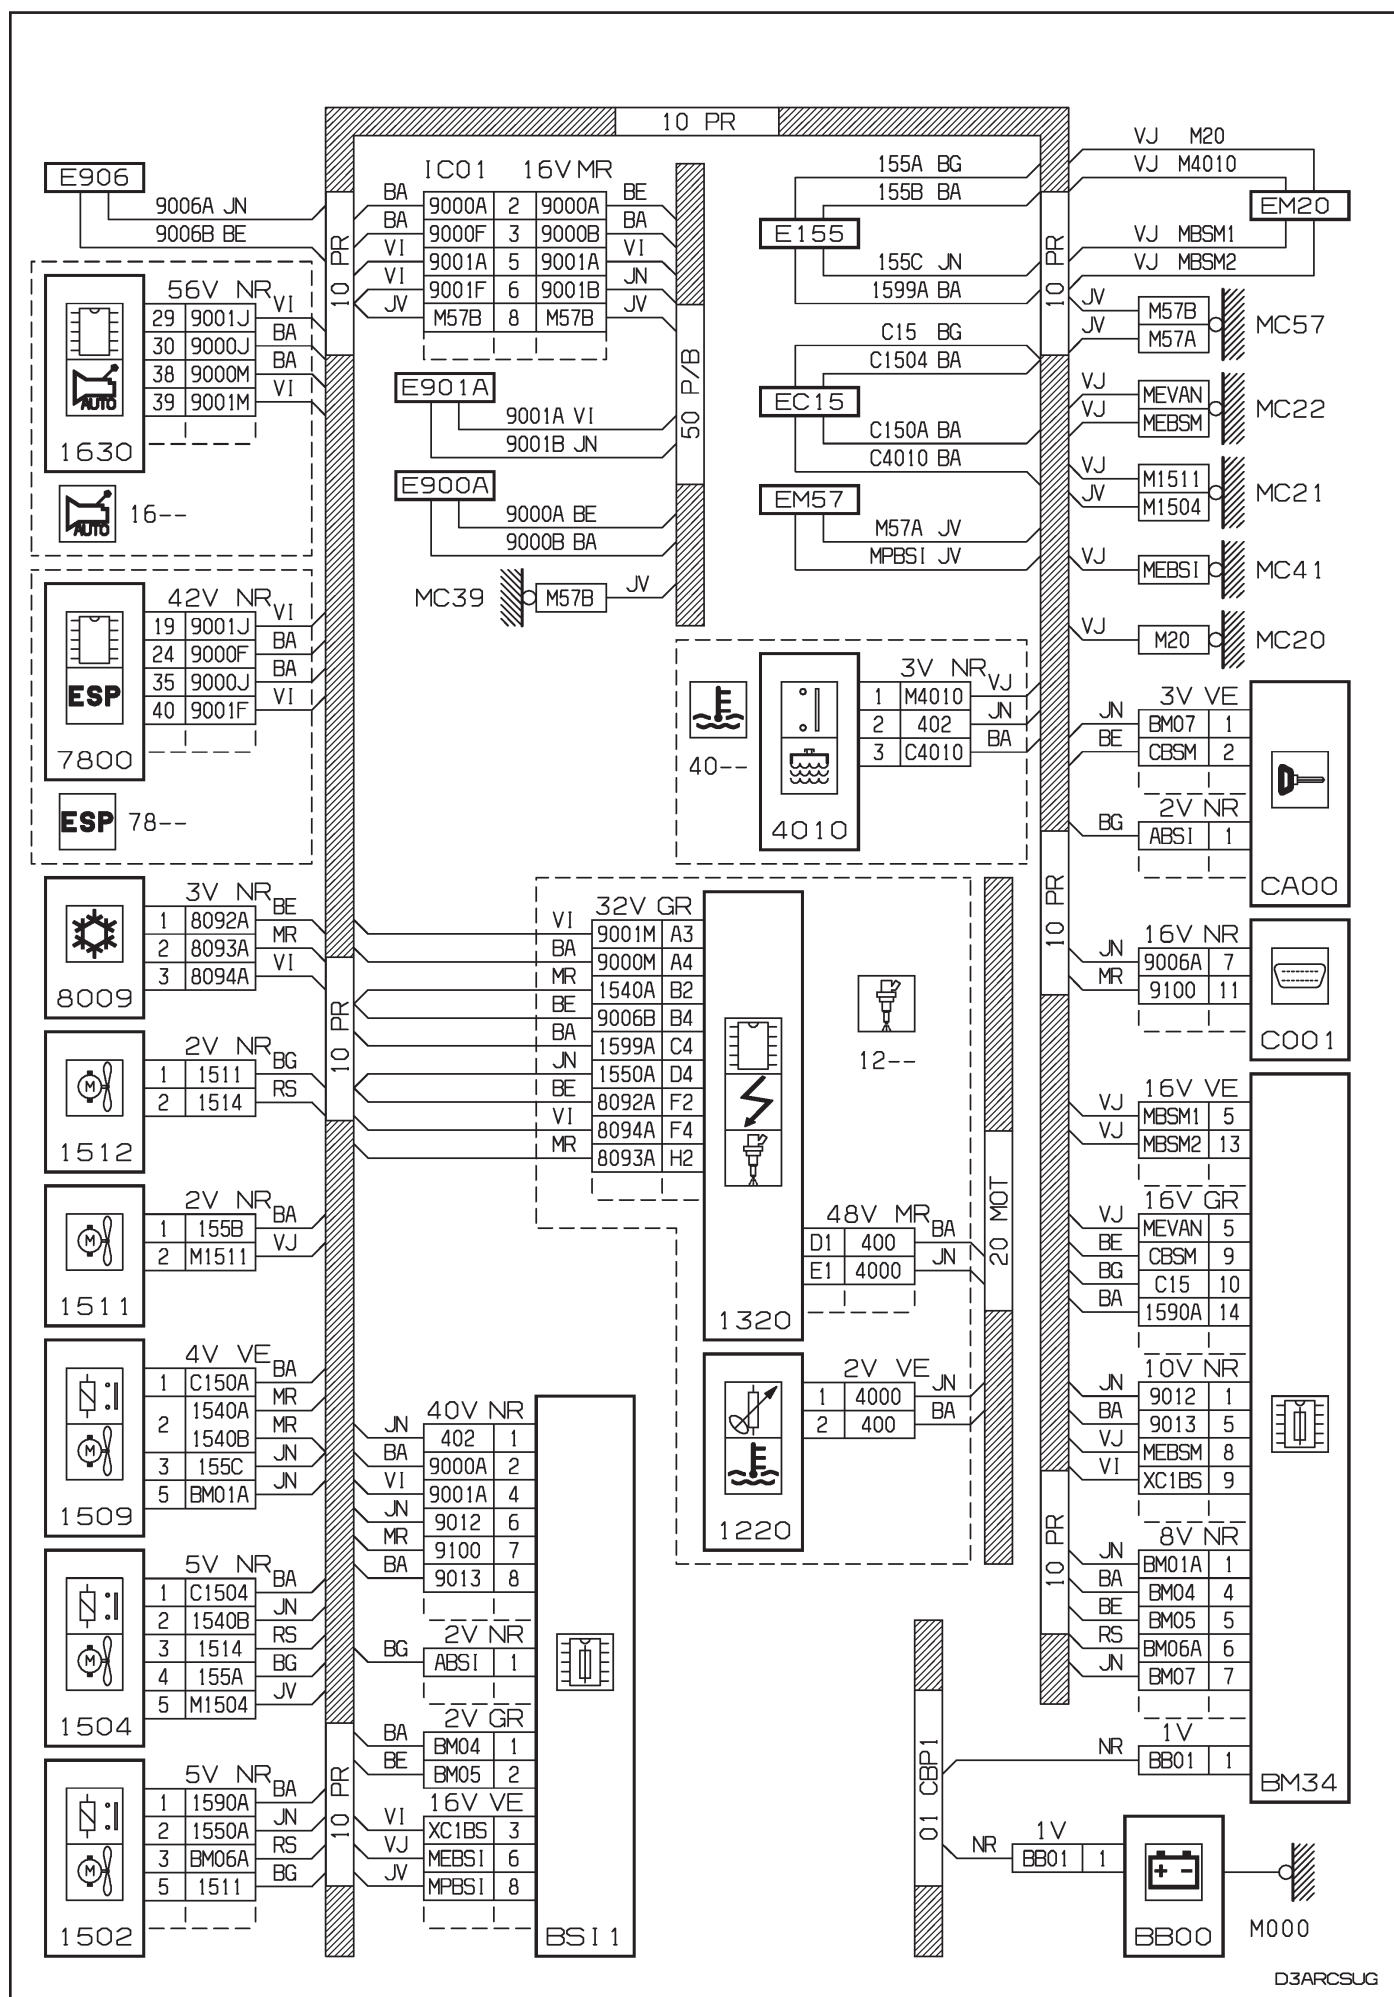 10 PR
E906
9006A JN
9006B BE
10 PR
56V NR
29 9001J VI
30 9000J BA
38 9000M BA
39 9001M VI
AUTO
1630
AUTO
16--
42V NR
19 9001J VI
24 9000F BA
35 9000J BA
40 9001F VI
ESP
7800
ESP
78--
3V NR
1 8092A BE
2 8093A MR
3 8094A VI
8009
10 PR
2V NR
1 1511 BG
2 1514 RS
M
1512
2V NR
1 155B BA
2 M1511 VJ
M
1511
4V VE
1 C150A BA
2 1540A MR
1540B MR
3 155C JN
5 BM01A JN
M
1509
5V NR
1 C1504 BA
2 1540B JN
3 1514 RS
4 155A BG
5 M1504 JV
M
1504
5V NR
1 1590A BA
2 1550A JN
3 BM06A RS
5 1511 BG
M
1502
10 PR
IC01 16V MR
BA 9000A 2 9000A BE
BA 9000F 3 9000B BA
VI 9001A 5 9001A VI
VI 9001F 6 9001B JN
JV M57B 8 M57B JV
50 P/B
E901A
9001A VI
9001B JN
E900A
9000A BE
9000B BA
MC39 M57B JV
155A BG
155B BA
E155
155C JN
1599A BA
C15 BG
C1504 BA
EC15
C150A BA
C4010 BA
EM57
M57A JV
MPBSI JV
10 PR
VJ M20
VJ M4010
EM20
VJ MBSM1
VJ MBSM2
JV M57B
JV M57A
MC57
VJ MEVAN
VJ MEBSM
MC22
VJ M1511
JV M1504
MC21
VJ MEBSI MC41
VJ M20 MC20
40--
3V NR
1 M4010 VJ
2 402 JN
3 C4010 BA
4010
3V VE
JN BM07 1
BE CBSM 2
2V NR
BG ABSI 1
CA00
10 PR
16V NR
JN 9006A 7
MR 9100 11
C001
32V GR
VI 9001M A3
BA 9000M A4
MR 1540A B2
BE 9006B B4
BA 1599A C4
JN 1550A D4
BE 8092A F2
VI 8094A F4
MR 8093A H2
12--
48V MR
D1 400 BA
E1 4000 JN
1320
20 MOT
2V VE
1 4000 JN
2 400 BA
1220
40V NR
JN 402 1
BA 9000A 2
VI 9001A 4
JN 9012 6
MR 9100 7
BA 9013 8
2V NR
BG ABSI 1
2V GR
BA BM04 1
BE BM05 2
16V VE
VI XC1BS 3
VJ MEBSI 6
JV MPBSI 8
BSI1
16V VE
VJ MBSM1 5
VJ MBSM2 13
16V GR
VJ MEVAN 5
BE CBSM 9
BG C15 10
BA 1590A 14
10V NR
JN 9012 1
BA 9013 5
VJ MEBSM 8
VI XC1BS 9
10 PR
8V NR
JN BM01A 1
BA BM04 4
BE BM05 5
RS BM06A 6
JN BM07 7
1V
NR BB01 1
BM34
01 CBP1
1V
NR BB01 1
+ -
BB00
M000
D3ARCSUG